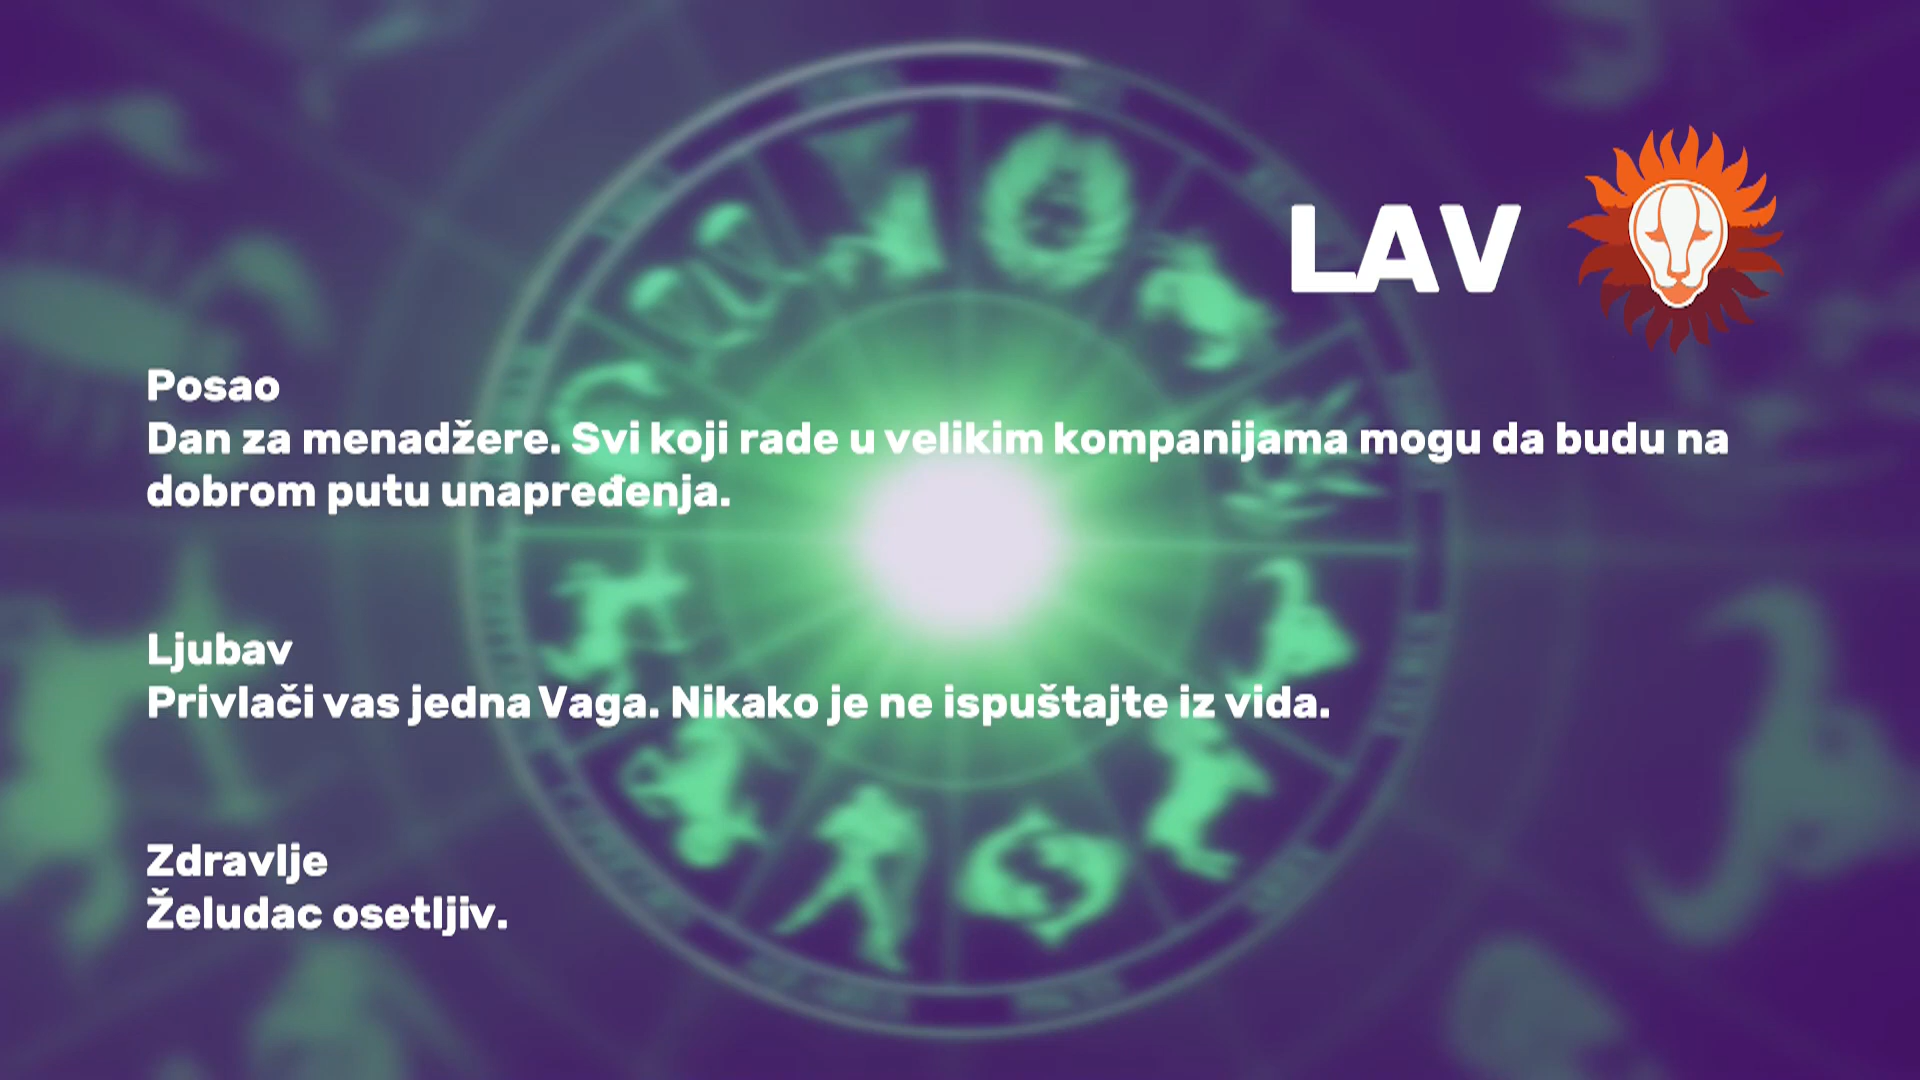 LAV
Posao
Dan za menadžere. Svi koji rade u velikim kompanijama mogu da budu na
dobrom putu unapređenja.
Ljubav
Privlači vas jedna Vaga. Nikako je ne ispuštajte iz vida.
Zdravlje
Želudac osetljiv.